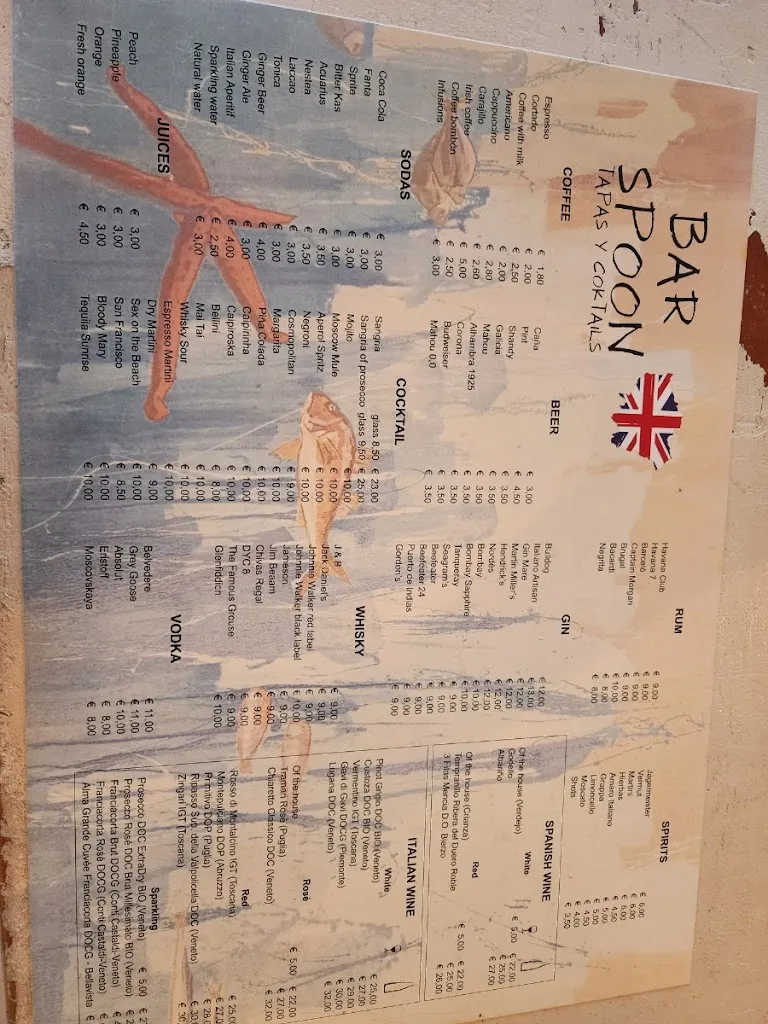 BAR
SPOON
TAPAS Y COKTAILS
COFFEE
Espresso € 1,80
Cortado € 2,00
Coffee with milk € 2,50
Americano € 2,00
Cappuccino € 2,80
Carajillo € 2,60
Irish coffee € 5,00
Coffee bombón € 2,50
Infusions € 3,00
SODAS
Coca Cola € 3,00
Fanta € 3,00
Sprite € 3,00
Bitter Kas € 3,00
Acuarius € 3,50
Nestea € 3,50
Laccao € 3,00
Tonica € 3,00
Ginger Beer € 4,00
Ginger Ale € 3,00
Italian Aperitif € 4,00
Sparkling water € 2,50
Natural water € 3,00
JUICES
Peach € 3,00
Pineapple € 3,00
Orange € 3,00
Fresh orange € 4,50
BEER
Caña € 3,00
Pint € 4,50
Shandy € 3,50
Galicia € 3,50
Mahou € 3,50
Alhambra 1925 € 3,50
Corona € 3,50
Budweiser € 3,50
Mahou 0,0 € 3,50
COCKTAIL
Sangria glass 8,50 € 23,00
Sangria of prosecco glass 9,50 € 25,00
Mojito € 10,00
Moscow Mule € 10,00
Aperol Spritz € 10,00
Negroni € 10,00
Cosmopolitan € 9,00
Margarita € 10,00
Piña Colada € 10,00
Caipirinha € 10,00
Caipiroska € 10,00
Bellini € 8,00
Mai Tai € 10,00
Whisky Sour € 10,00
Espresso Martini € 10,00
Dry Martini € 9,00
Sex on the Beach € 10,00
San Francisco € 8,50
Bloody Mary € 10,00
Tequila Sunrise € 10,00
RUM
Havana Club € 9,00
Havana 7 € 9,00
Barceló € 9,00
Captain Morgan € 9,00
Brugal € 10,00
Bacardi € 8,00
Negrita € 8,00
GIN
Bulldog € 12,00
Italiano Artisan € 13,00
Gin Mare € 12,00
Martin Miller's € 12,00
Hendrick's € 12,00
Nordes € 12,00
Bombay € 10,00
Bombay Sapphire € 10,00
Tanqueray € 9,00
Seagram's € 9,00
Beefeater € 9,00
Beefeater 24 € 9,00
Puerto de Indias € 9,00
Gordon's € 9,00
WHISKY
J & B € 9,00
Jack Daniel's € 9,00
Johnnie Walker red label € 9,00
Johnnie Walker black label € 10,00
Jameson € 9,00
Jim Beaam € 9,00
Chivas Regal € 9,00
DYC 8 € 9,00
The Famous Grouse € 9,00
Glenfiddich € 10,00
VODKA
Belvedere € 11,00
Grey Goose € 11,00
Absolut € 10,00
Eristoff € 8,00
Moscovskaya € 8,00
SPIRITS
Jagermeister € 6,00
Vermut € 6,00
Martini € 6,00
Hierbas
Amaro Italiano € 4,50
Grappa € 5,00
Limoncello € 5,00
Moscato
Shots € 3,50
SPANISH WINE
White
Of the house (Verdejo) € 5,00 € 22,00
Godello € 25,00
Albariño € 27,00
Red
Of the house (Crianza) € 5,00 € 22,00
Tempranillo Ribera del Duero Roble € 25,00
3 Filas Mencia D.O. Bierzo € 26,00
ITALIAN WINE
White
Pinot Grigio DOC BIO (Veneto) € 25,00
Custoza DOC BIO (Veneto) € 27,00
Vermentino IGT (Toscana) € 29,00
Gavi di Gavi DOCG (Piemonte) € 30,00
Lugana DOC (Veneto) € 32,00
Rosé
Of the house € 5,00 € 22,00
Tramari Rosé (Puglia) € 27,00
Chiaretto Classico DOC (Veneto) € 32,00
Red
Rosso di Montalcino IGT (Toscana) € 25,00
Montepulciano DOP (Abruzzo) € 27,0
Primitivo DOP (Puglia) € 28,0
Ripasso Sup. della Valpolicella DOC (Veneto) € 30,
Zingari IGT (Toscana) € 30,
Sparkling
Prosecco DOC ExtraDry BIO (Veneto) € 5,00 € 2
Prosecco Rosé DOC Brut Millesimato BIO (Veneto) €
Franciacorta Brut DOCG (Conti Castaldi-Veneto) €
Franciacorta Rosé DOCG (Conti Castaldi-Veneto) €
Alma Grande Cuvée Franciacorta DOCG - Bellavista €